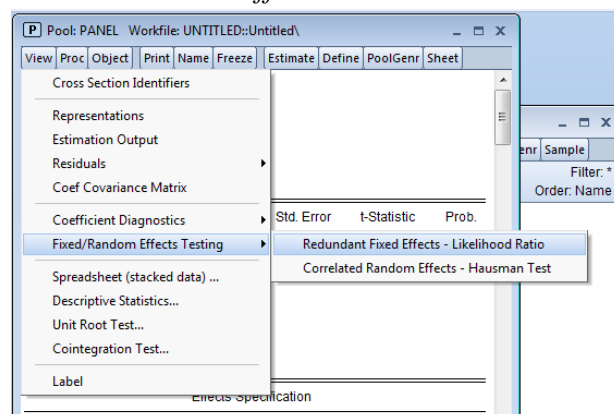 Pool: PANEL Workfile: UNTITLED::Untitled\
View Proc Object Print Name Freeze Estimate Define PoolGenr Sheet
Cross Section Identifiers
Representations
Estimation Output
Residuals
Coef Covariance Matrix
Coefficient Diagnostics
Fixed/Random Effects Testing
Spreadsheet (stacked data) ...
Descriptive Statistics...
Unit Root Test...
Cointegration Test...
Label
Std. Error t-Statistic Prob.
Redundant Fixed Effects - Likelihood Ratio
Correlated Random Effects - Hausman Test
Effects Specification
enr Sample
Filter: *
Order: Name